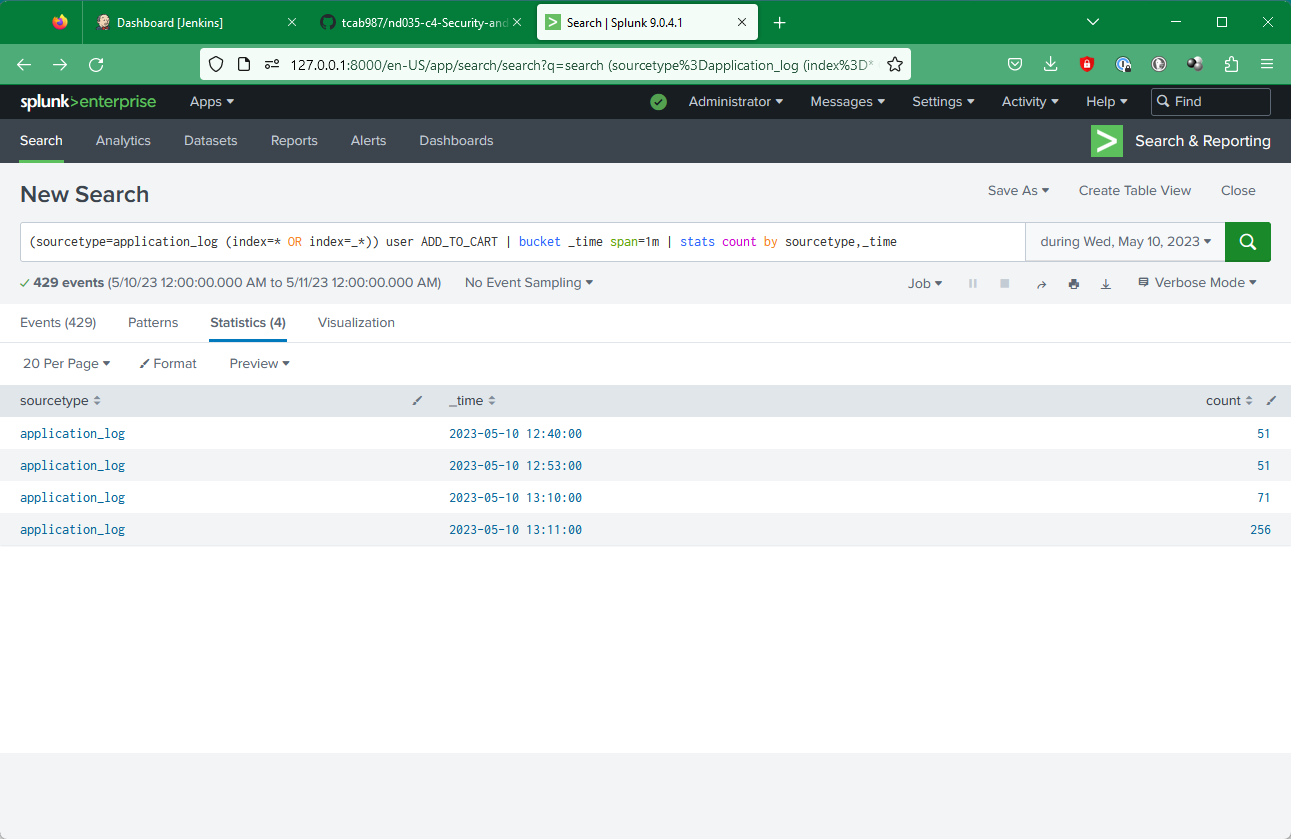 Dashboard [Jenkins]
tcab987/nd035-c4-Security-and
Search | Splunk 9.0.4.1
127.0.0.1:8000/en-US/app/search/search?q=search (sourcetype%3Dapplication_log (index%3D*
splunk>enterprise Apps Administrator Messages Settings Activity Help Find
Search Analytics Datasets Reports Alerts Dashboards Search & Reporting
New Search Save As Create Table View Close
(sourcetype=application_log (index=* OR index=_*)) user ADD_TO_CART | bucket _time span=1m | stats count by sourcetype,_time during Wed, May 10, 2023
429 events (5/10/23 12:00:00.000 AM to 5/11/23 12:00:00.000 AM) No Event Sampling Job Verbose Mode
Events (429) Patterns Statistics (4) Visualization
20 Per Page Format Preview
sourcetype _time count
application_log 2023-05-10 12:40:00 51
application_log 2023-05-10 12:53:00 51
application_log 2023-05-10 13:10:00 71
application_log 2023-05-10 13:11:00 256